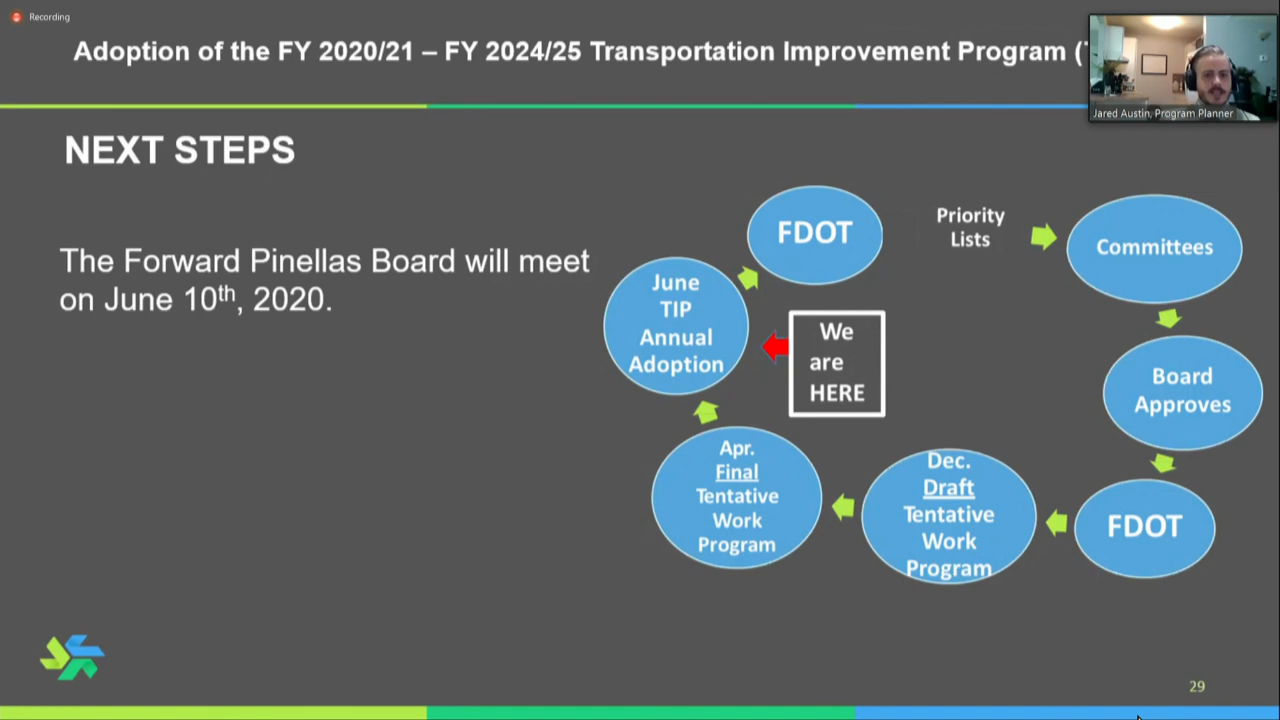 Recording
Adoption of the FY 2020/21 – FY 2024/25 Transportation Improvement Program (
Jared Austin, Program Planner
NEXT STEPS
The Forward Pinellas Board will meet
on June 10th, 2020.
FDOT
Priority
Lists
Committees
June
TIP
Annual
Adoption
We
are
HERE
Board
Approves
Apr.
Final
Tentative
Work
Program
Dec.
Draft
Tentative
Work
Program
FDOT
29